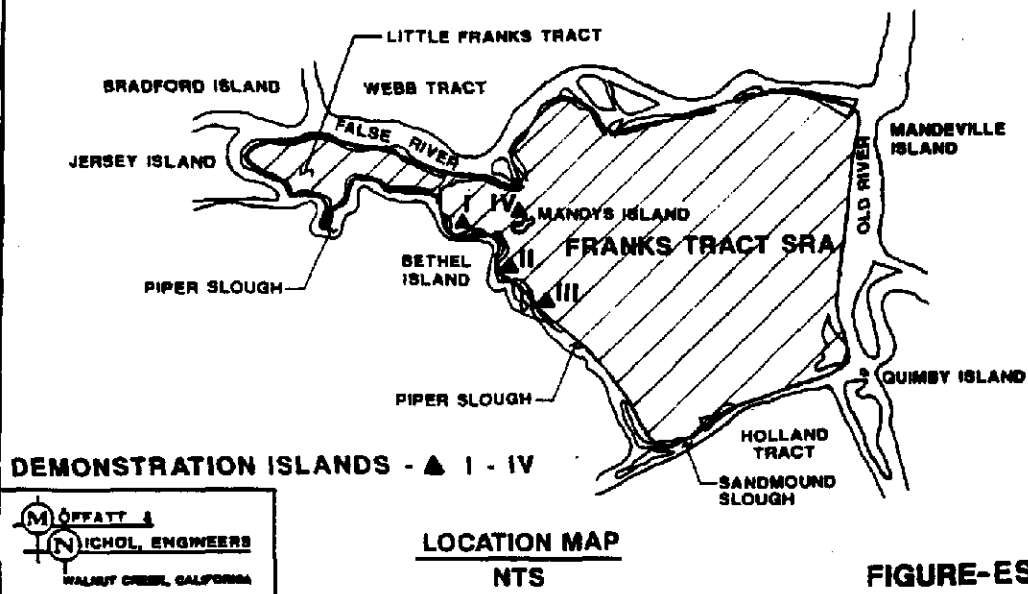 LITTLE FRANKS TRACT
BRADFORD ISLAND
WEBB TRACT
FALSE RIVER
JERSEY ISLAND
MANDEVILLE
ISLAND
OLD RIVER
I
IV
MANDYS ISLAND
FRANKS TRACT SRA
BETHEL
ISLAND
II
PIPER SLOUGH
III
PIPER SLOUGH
QUIMBY ISLAND
HOLLAND
TRACT
SANDMOUND
SLOUGH
DEMONSTRATION ISLANDS - ▲ I - IV
MOFFATT &
NICHOL, ENGINEERS
WALNUT CREEK, CALIFORNIA
LOCATION MAP
NTS
FIGURE-ES